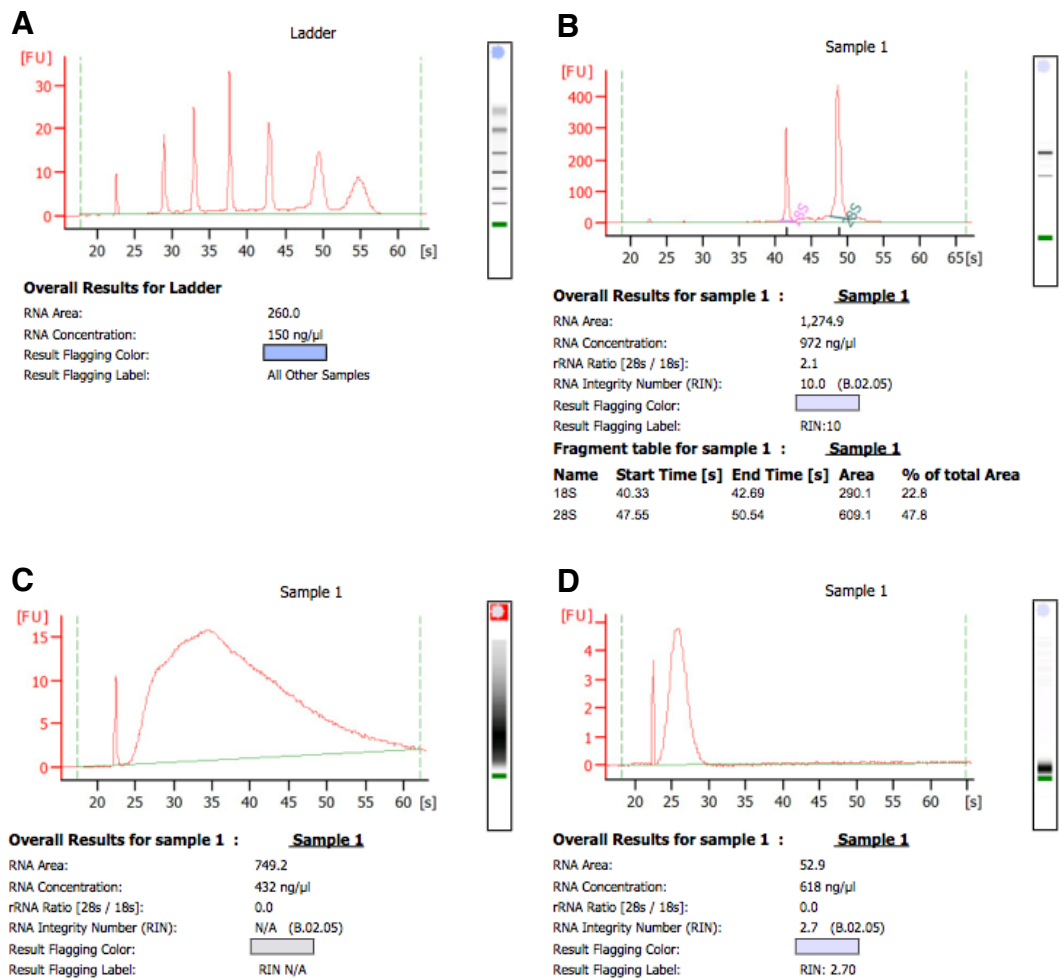 A
Ladder
[FU]
30
20
10
0
20 25 30 35 40 45 50 55 60 [s]
Overall Results for Ladder
RNA Area: 260.0
RNA Concentration: 150 ng/µl
Result Flagging Color:
Result Flagging Label: All Other Samples
B
Sample 1
[FU]
400
300
200
100
0
18S
28S
20 25 30 35 40 45 50 55 60 65[s]
Overall Results for sample 1 : Sample 1
RNA Area: 1,274.9
RNA Concentration: 972 ng/µl
rRNA Ratio [28s / 18s]: 2.1
RNA Integrity Number (RIN): 10.0 (B.02.05)
Result Flagging Color:
Result Flagging Label: RIN:10
Fragment table for sample 1 : Sample 1
Name Start Time [s] End Time [s] Area % of total Area
18S 40.33 42.69 290.1 22.8
28S 47.55 50.54 609.1 47.8
C
Sample 1
[FU]
15
10
5
0
20 25 30 35 40 45 50 55 60 [s]
Overall Results for sample 1 : Sample 1
RNA Area: 749.2
RNA Concentration: 432 ng/µl
rRNA Ratio [28s / 18s]: 0.0
RNA Integrity Number (RIN): N/A (B.02.05)
Result Flagging Color:
Result Flagging Label: RIN N/A
D
Sample 1
[FU]
4
3
2
1
0
20 25 30 35 40 45 50 55 60 [s]
Overall Results for sample 1 : Sample 1
RNA Area: 52.9
RNA Concentration: 618 ng/µl
rRNA Ratio [28s / 18s]: 0.0
RNA Integrity Number (RIN): 2.7 (B.02.05)
Result Flagging Color:
Result Flagging Label: RIN: 2.70